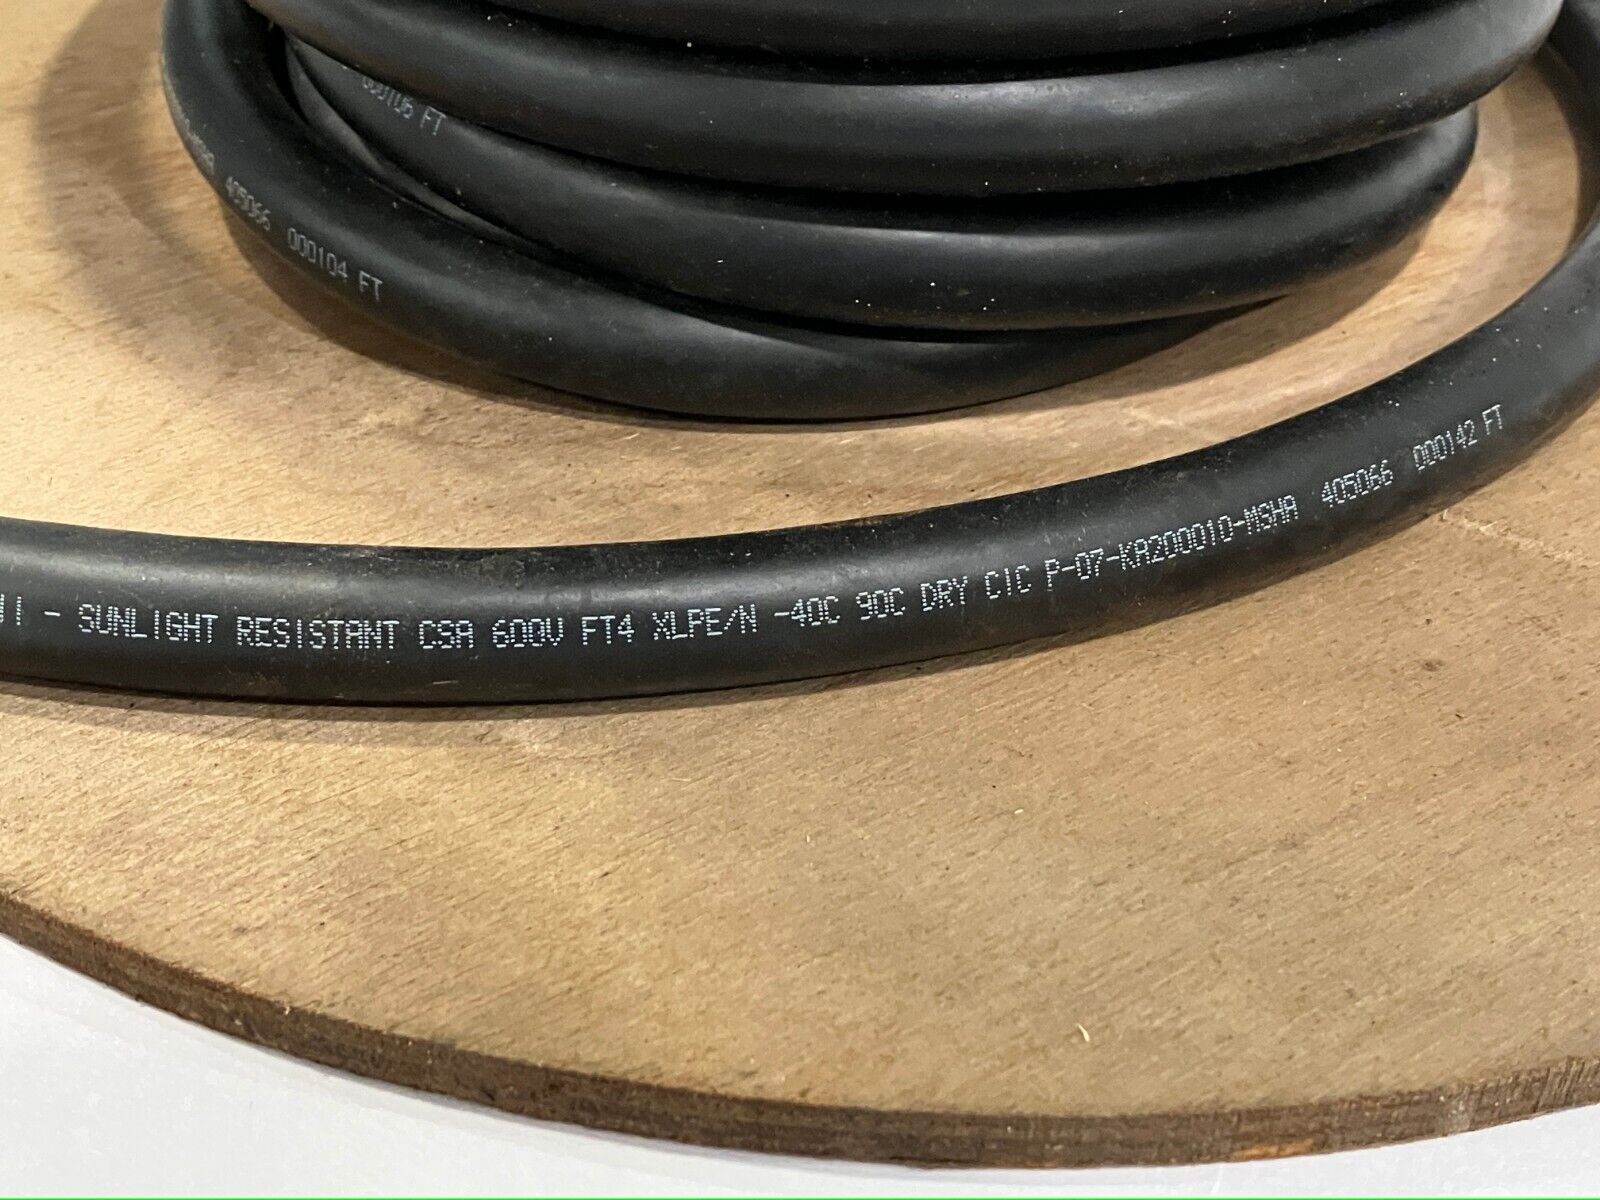 000106 FT
405066 000104 FT
- SUNLIGHT RESISTANT CSA 600V FT4 XLPE/N -40C 90C DRY CIC P-07-KA200010-MSHA 405066 000142 FT